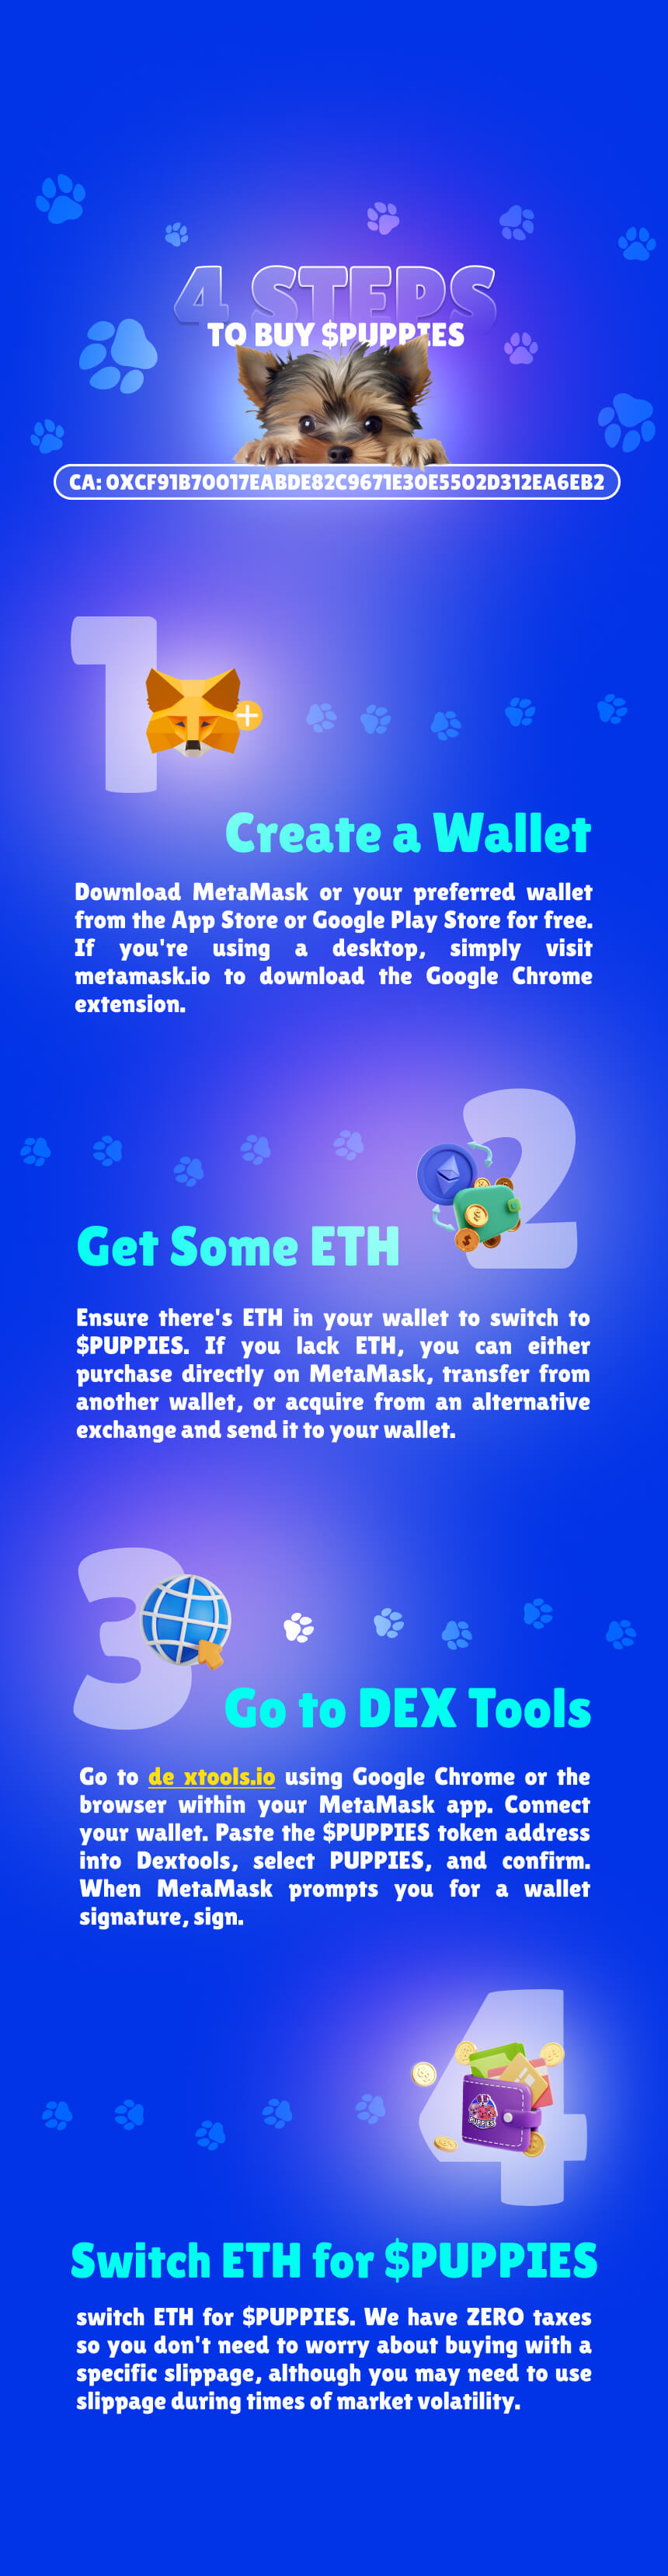 4 STEPS
TO BUY $PUPPIES
CA: 0XCF91B70017EABDE82C9671E30E5502D312EA6EB2
1
Create a Wallet
Download MetaMask or your preferred wallet
from the App Store or Google Play Store for free.
If you're using a desktop, simply visit
metamask.io to download the Google Chrome
extension.
2
Get Some ETH
Ensure there's ETH in your wallet to switch to
$PUPPIES. If you lack ETH, you can either
purchase directly on MetaMask, transfer from
another wallet, or acquire from an alternative
exchange and send it to your wallet.
3
Go to DEX Tools
Go to de xtools.io using Google Chrome or the
browser within your MetaMask app. Connect
your wallet. Paste the $PUPPIES token address
into Dextools, select PUPPIES, and confirm.
When MetaMask prompts you for a wallet
signature, sign.
4
PUPPIES
Switch ETH for $PUPPIES
switch ETH for $PUPPIES. We have ZERO taxes
so you don't need to worry about buying with a
specific slippage, although you may need to use
slippage during times of market volatility.